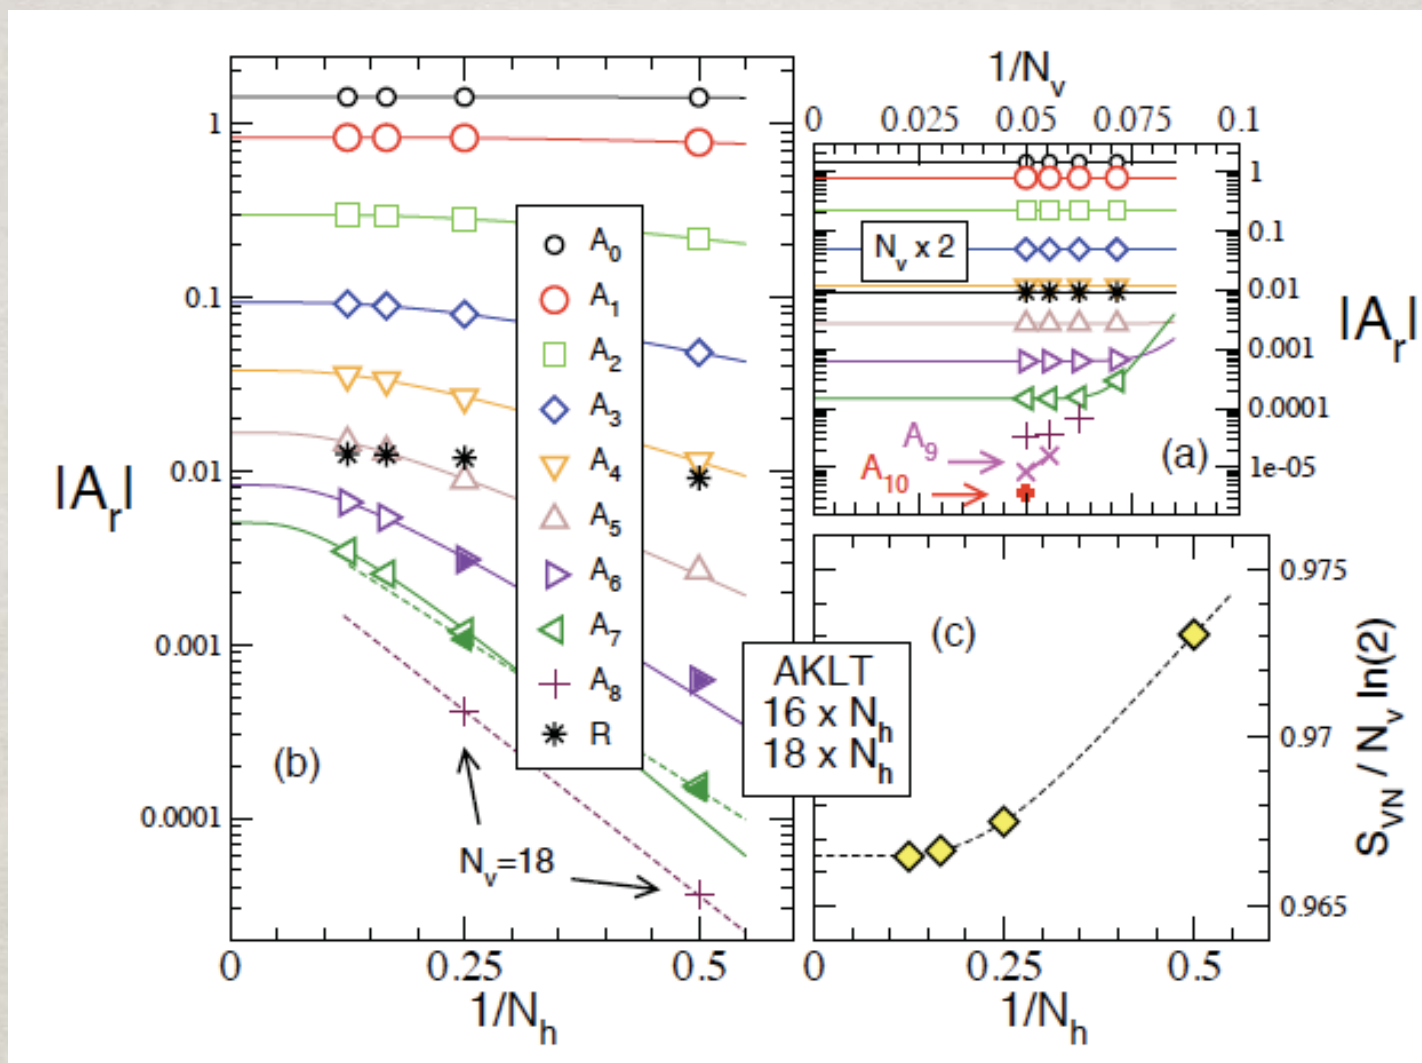 |A_r|
1
0.1
0.01
0.001
0.0001
0
0.25
0.5
1/N_h
(b)
N_v=18
A_0
A_1
A_2
A_3
A_4
A_5
A_6
A_7
A_8
R
1/N_v
0
0.025
0.05
0.075
0.1
1
0.1
0.01
0.001
0.0001
1e-05
|A_r|
N_v x 2
A_9
A_10
(a)
AKLT
16 x N_h
18 x N_h
(c)
0.975
0.97
0.965
S_VN / N_v ln(2)
0
0.25
0.5
1/N_h